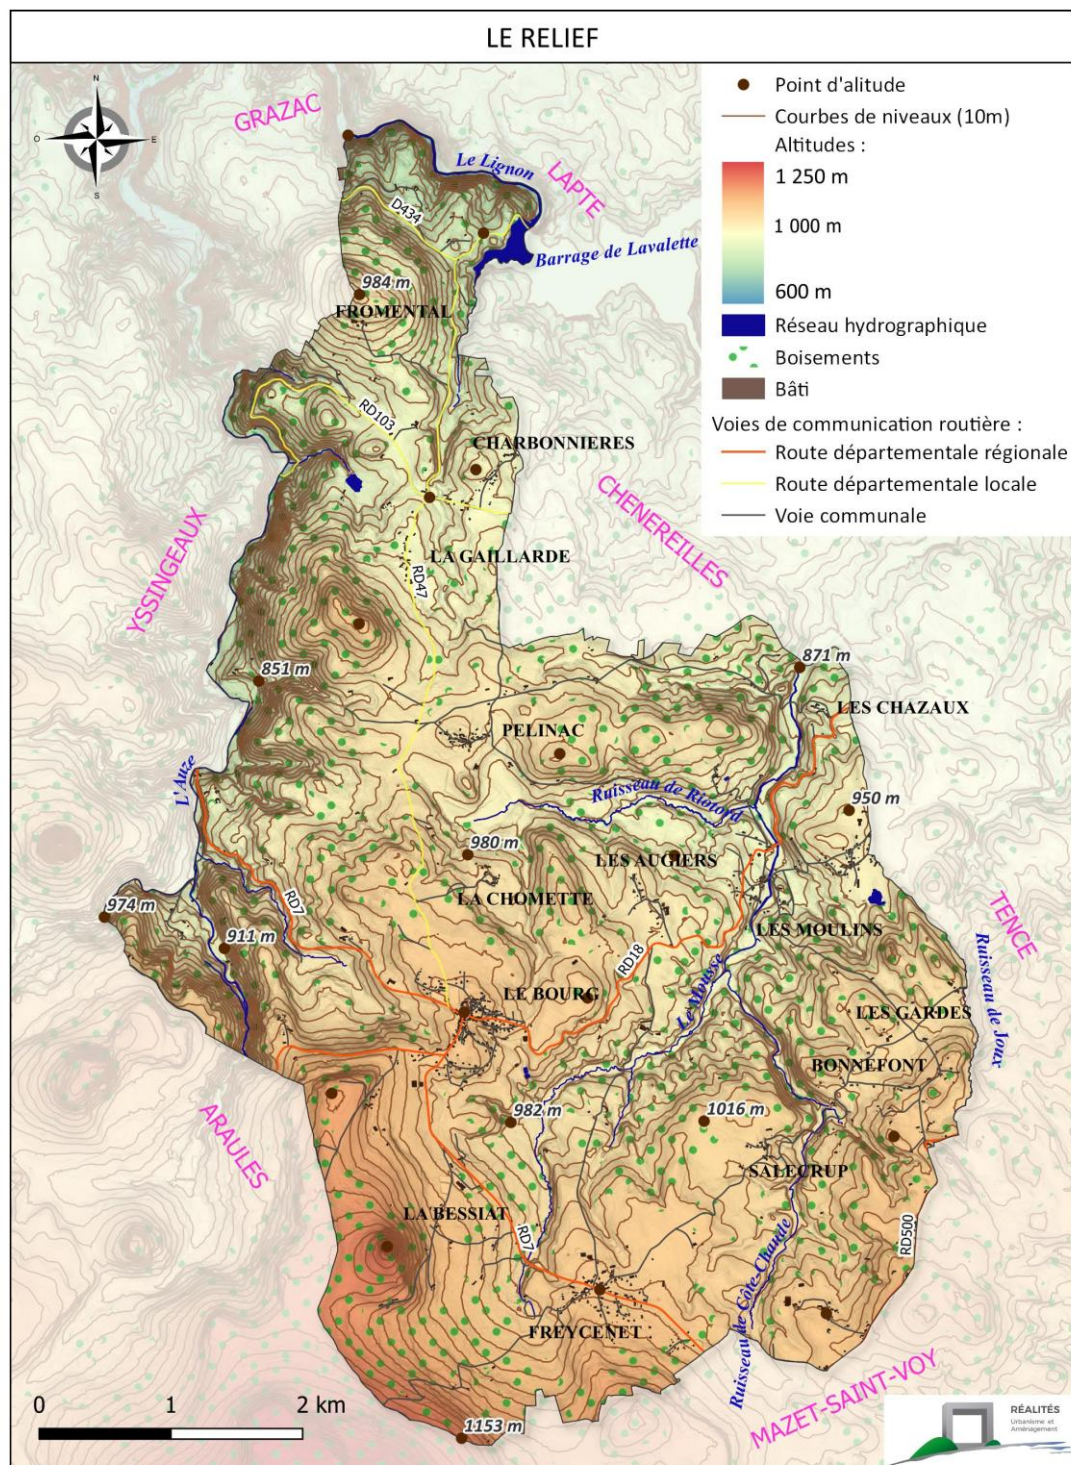 LE RELIEF
N
O
E
S
GRAZAC
Le Lignon
LAPTE
D434
Barrage de Lavalette
984 m
FROMENTAL
RD103
CHARBONNIERES
CHENEREILLES
YSSINGEAUX
LA GAILLARDE
RD47
851 m
871 m
LES CHAZAUX
PELINAC
L'Auze
Ruisseau de Riotord
950 m
980 m
LES AUGIERS
LA CHOMETTE
RD7
974 m
911 m
LES MOULINS
TENCE
Ruisseau de Joux
RD18
LE BOURG
Le Mousse
LES GARDES
BONNEFONT
ARAULES
982 m
1016 m
SALECRUP
LA BESSIAT
RD7
RD500
Ruisseau de Côte-Chaude
FREYCENET
MAZET-SAINT-VOY
1153 m
0 1 2 km
Point d'alitude
Courbes de niveaux (10m)
Altitudes :
1 250 m
1 000 m
600 m
Réseau hydrographique
Boisements
Bâti
Voies de communication routière :
Route départementale régionale
Route départementale locale
Voie communale
RÉALITÉS
Urbanisme et
Aménagement